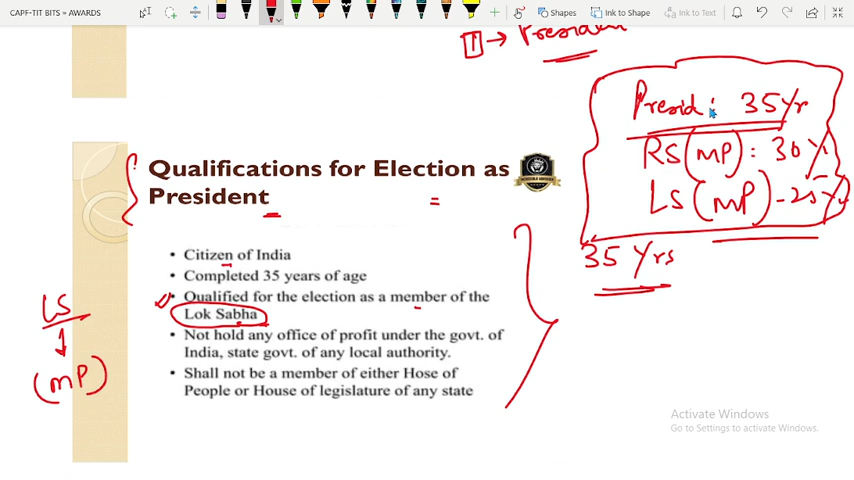 CAPF-TIT BITS = AWARDS
Shapes
Ink to Shape
Ink to Text
1 → President
Presid : 35 Yr
RS (MP) : 30 Yr
LS (MP) - 25 Yr
35 Yrs
Qualifications for Election as
President
Citizen of India
Completed 35 years of age
Qualified for the election as a member of the
Lok Sabha
Not hold any office of profit under the govt. of
India, state govt. of any local authority.
Shall not be a member of either Hose of
People or House of legislature of any state
LS
(MP)
Activate Windows
Go to Settings to activate Windows.